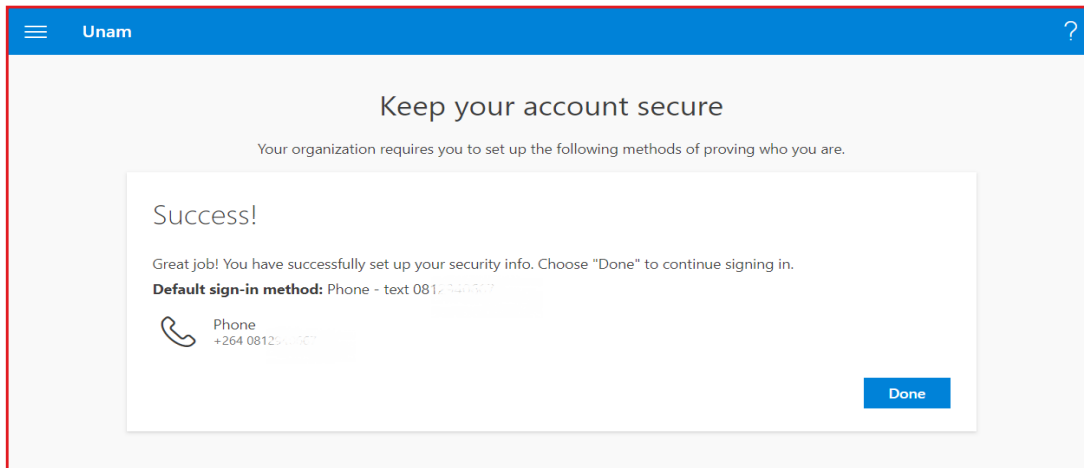 Unam
?
Keep your account secure
Your organization requires you to set up the following methods of proving who you are.
Success!
Great job! You have successfully set up your security info. Choose "Done" to continue signing in.
Default sign-in method: Phone - text
Phone
+264
Done